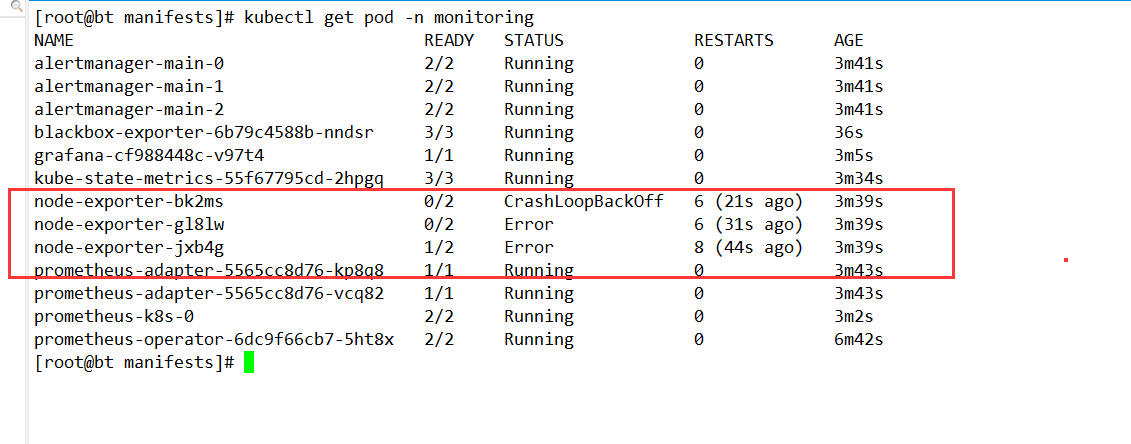 [root@bt manifests]# kubectl get pod -n monitoring
NAME READY STATUS RESTARTS AGE
alertmanager-main-0 2/2 Running 0 3m41s
alertmanager-main-1 2/2 Running 0 3m41s
alertmanager-main-2 2/2 Running 0 3m41s
blackbox-exporter-6b79c4588b-nndsr 3/3 Running 0 36s
grafana-cf988448c-v97t4 1/1 Running 0 3m5s
kube-state-metrics-55f67795cd-2hpgq 3/3 Running 0 3m34s
node-exporter-bk2ms 0/2 CrashLoopBackOff 6 (21s ago) 3m39s
node-exporter-gl8lw 0/2 Error 6 (31s ago) 3m39s
node-exporter-jxb4g 1/2 Error 8 (44s ago) 3m39s
prometheus-adapter-5565cc8d76-kp8q8 1/1 Running 0 3m43s
prometheus-adapter-5565cc8d76-vcq82 1/1 Running 0 3m43s
prometheus-k8s-0 2/2 Running 0 3m2s
prometheus-operator-6dc9f66cb7-5ht8x 2/2 Running 0 6m42s
[root@bt manifests]#